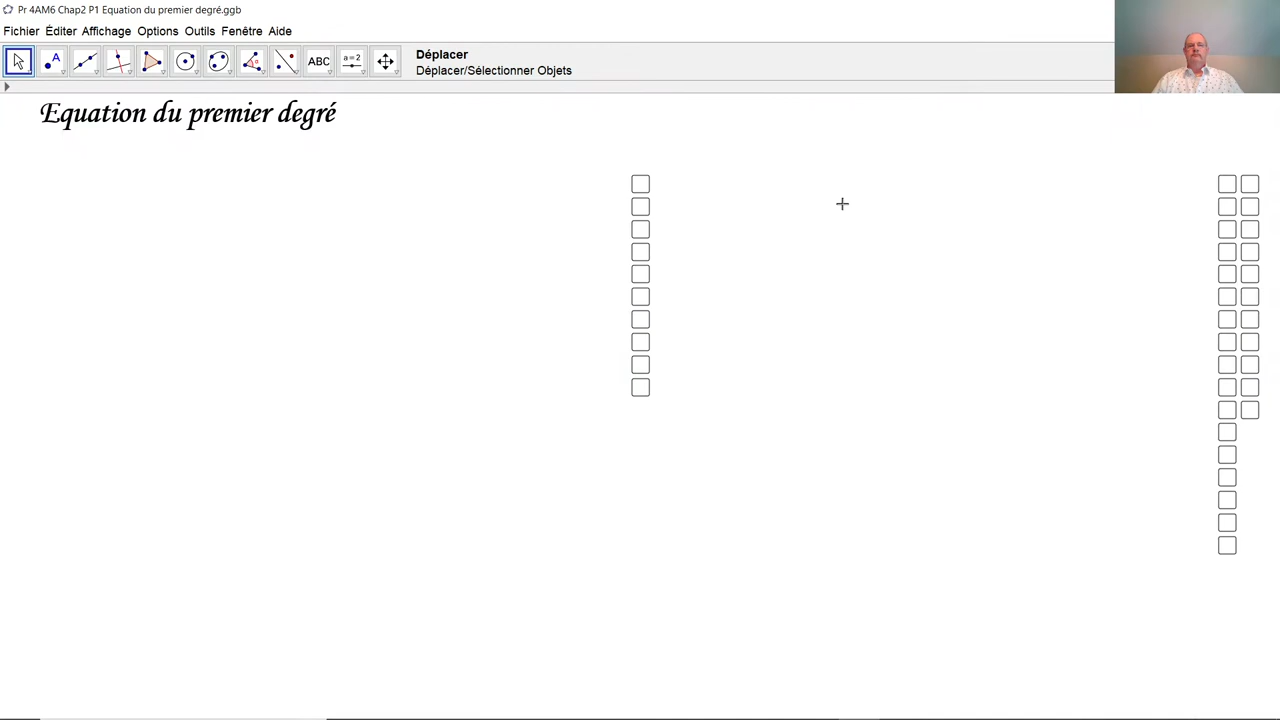 Pr 4AM6 Chap2 P1 Equation du premier degré.ggb
Fichier Éditer Affichage Options Outils Fenêtre Aide
A
ABC
a=2
Déplacer
Déplacer/Sélectionner Objets
Equation du premier degré